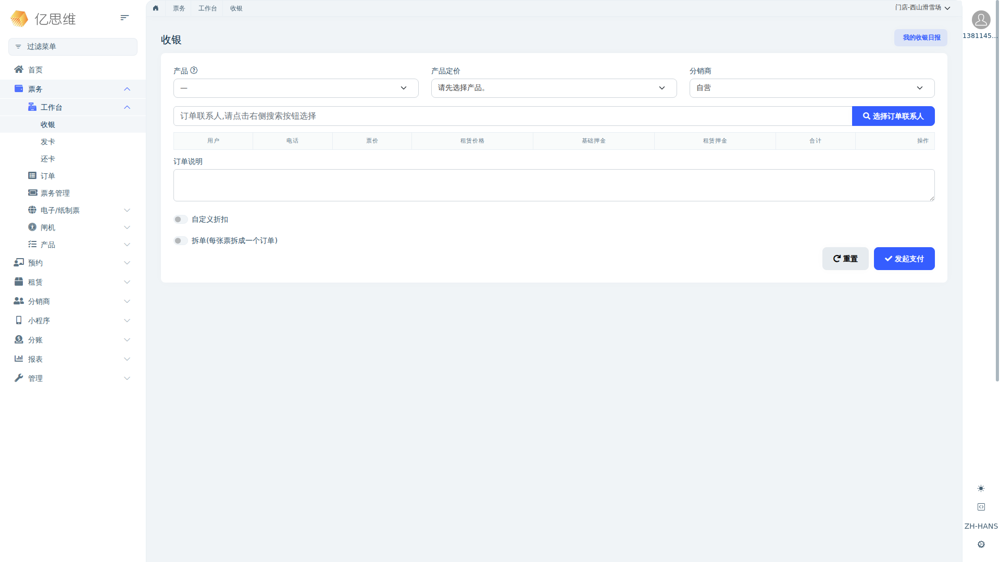 亿思维
过滤菜单
首页
票务
工作台
收银
发卡
还卡
订单
票务管理
电子/纸制票
闸机
产品
预约
租赁
分销商
小程序
分账
报表
管理
票务 工作台 收银
门店-西山滑雪场
收银
我的收银日报
产品 产品定价 分销商
— 请先选择产品。 自营
订单联系人,请点击右侧搜索按钮选择 选择订单联系人
用户 电话 票价 租赁价格 基础押金 租赁押金 合计 操作
订单说明
自定义折扣
拆单(每张票拆成一个订单)
重置 发起支付
1381145...
ZH-HANS